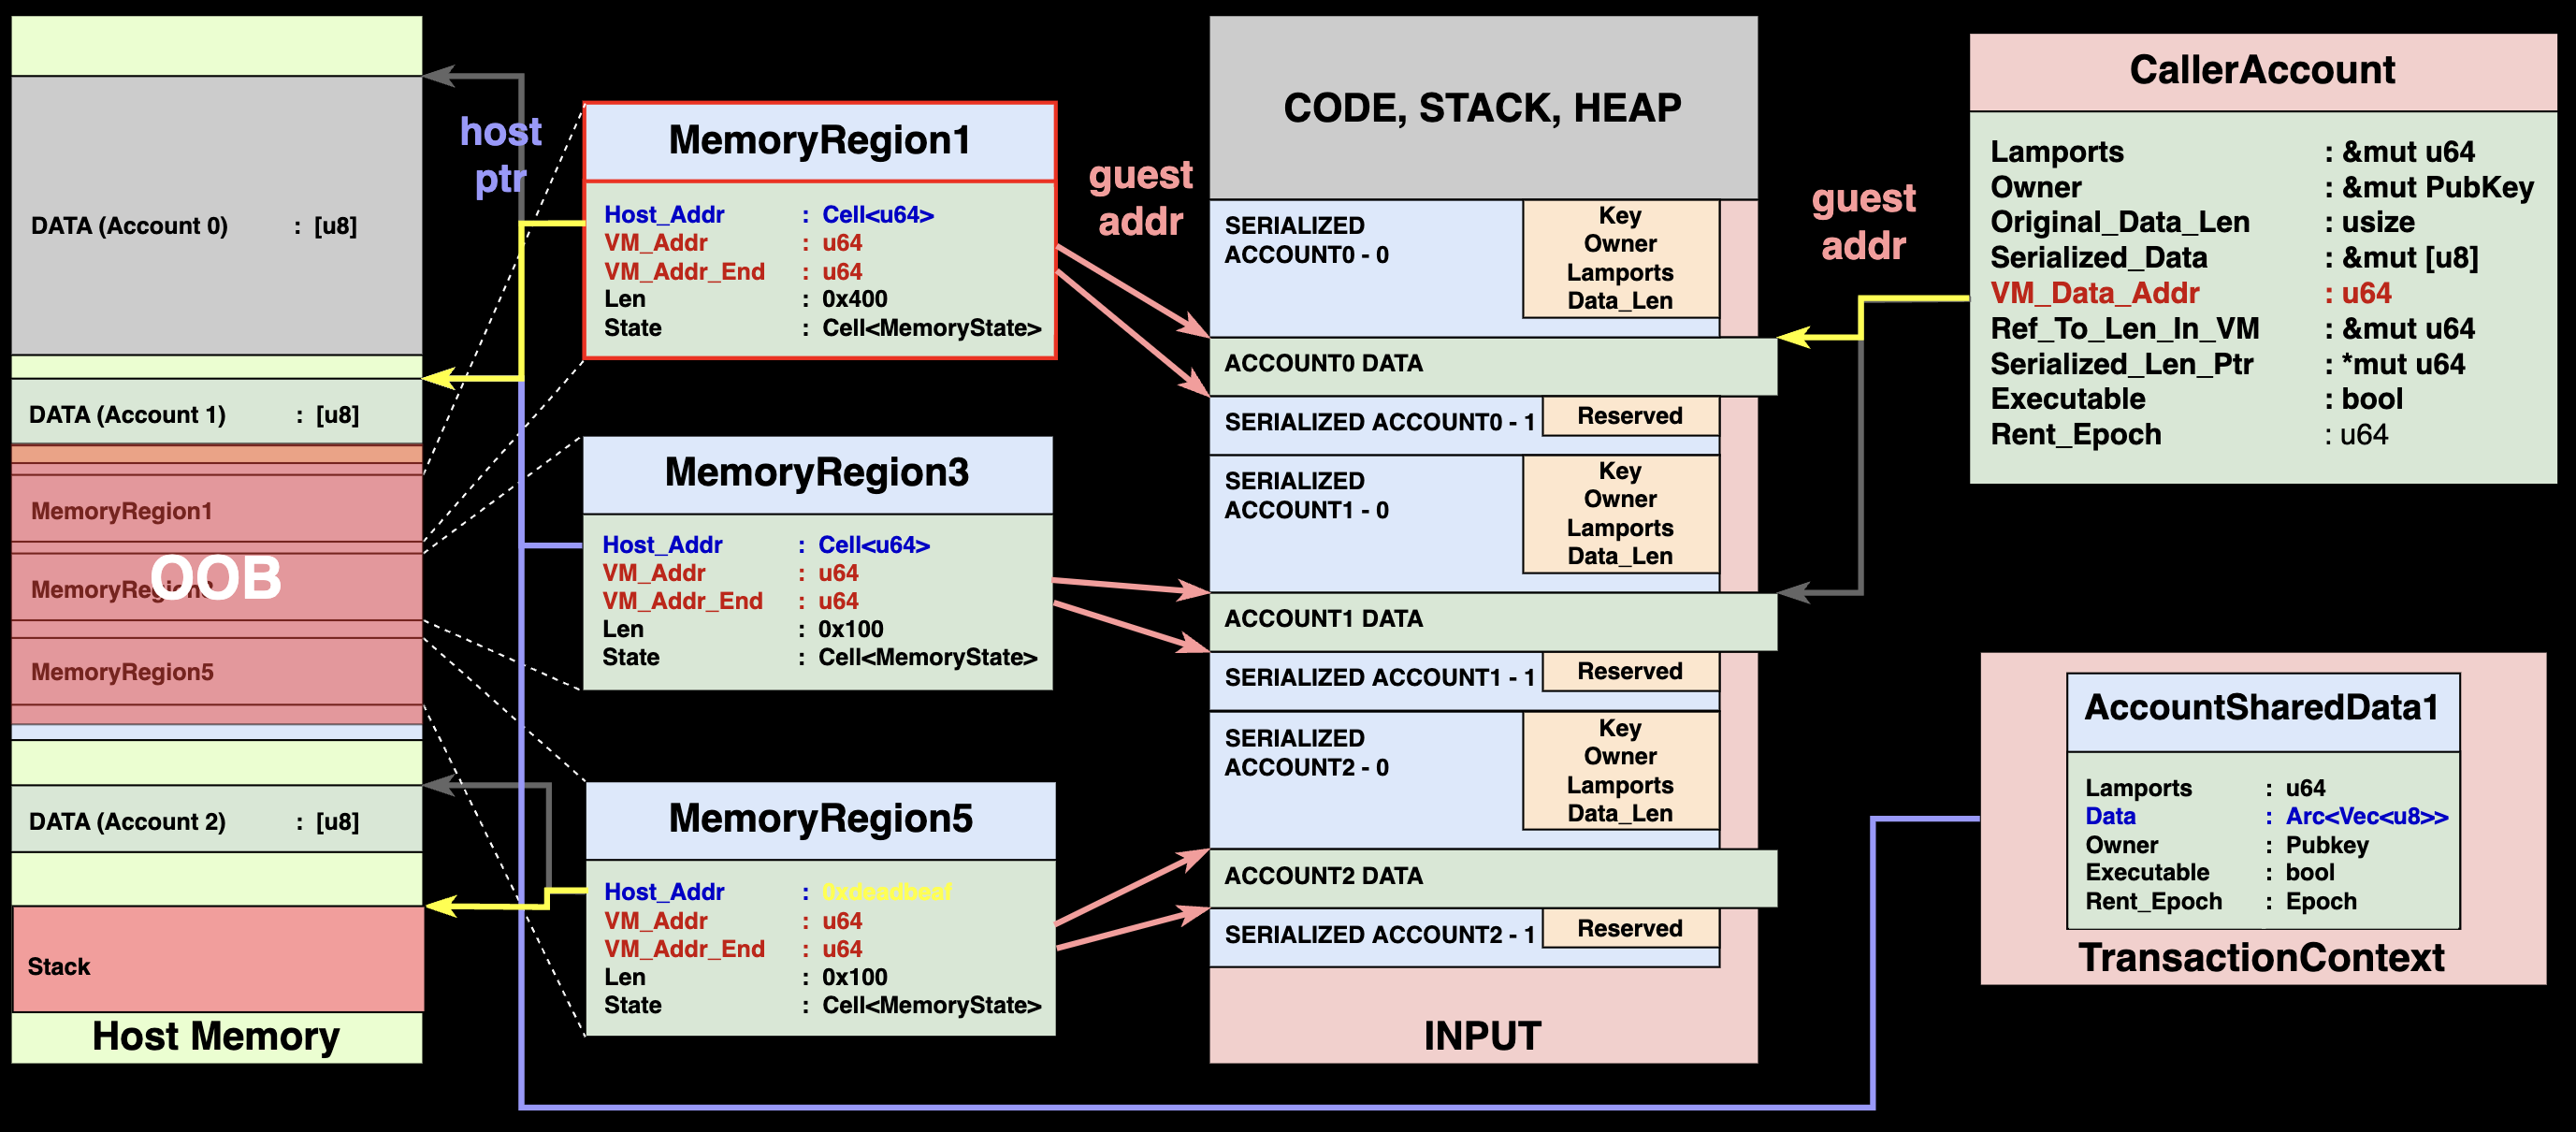 DATA (Account 0) : [u8]
DATA (Account 1) : [u8]
MemoryRegion1
OOB
MemoryRegion5
DATA (Account 2) : [u8]
Stack
Host Memory
host
ptr
MemoryRegion1
Host_Addr : Cell<u64>
VM_Addr : u64
VM_Addr_End : u64
Len : 0x400
State : Cell<MemoryState>
MemoryRegion3
Host_Addr : Cell<u64>
VM_Addr : u64
VM_Addr_End : u64
Len : 0x100
State : Cell<MemoryState>
MemoryRegion5
Host_Addr : 0xdeadbeaf
VM_Addr : u64
VM_Addr_End : u64
Len : 0x100
State : Cell<MemoryState>
guest
addr
CODE, STACK, HEAP
SERIALIZED
ACCOUNT0 - 0
Key
Owner
Lamports
Data_Len
ACCOUNT0 DATA
SERIALIZED ACCOUNT0 - 1
Reserved
SERIALIZED
ACCOUNT1 - 0
Key
Owner
Lamports
Data_Len
ACCOUNT1 DATA
SERIALIZED ACCOUNT1 - 1
Reserved
SERIALIZED
ACCOUNT2 - 0
Key
Owner
Lamports
Data_Len
ACCOUNT2 DATA
SERIALIZED ACCOUNT2 - 1
Reserved
INPUT
guest
addr
CallerAccount
Lamports : &mut u64
Owner : &mut PubKey
Original_Data_Len : usize
Serialized_Data : &mut [u8]
VM_Data_Addr : u64
Ref_To_Len_In_VM : &mut u64
Serialized_Len_Ptr : *mut u64
Executable : bool
Rent_Epoch : u64
AccountSharedData1
Lamports : u64
Data : Arc<Vec<u8>>
Owner : Pubkey
Executable : bool
Rent_Epoch : Epoch
TransactionContext